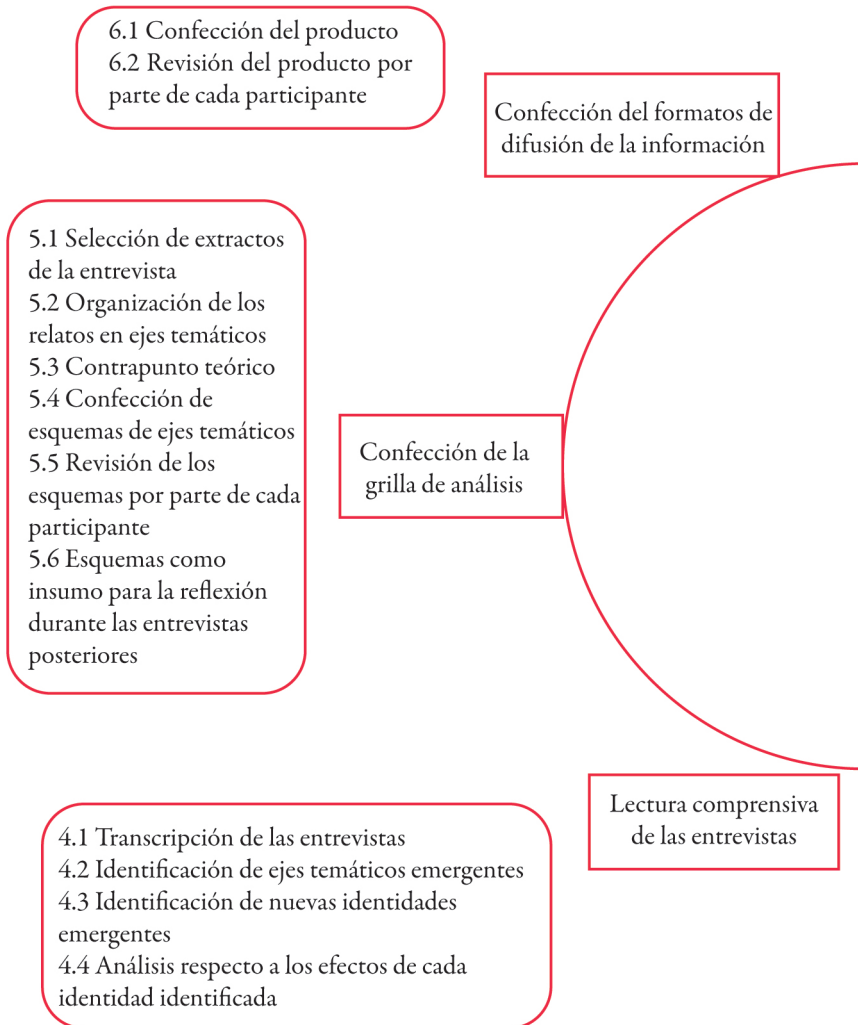 6.1 Confección del producto
6.2 Revisión del producto por
parte de cada participante
Confección del formatos de
difusión de la información
5.1 Selección de extractos
de la entrevista
5.2 Organización de los
relatos en ejes temáticos
5.3 Contrapunto teórico
5.4 Confección de
esquemas de ejes temáticos
5.5 Revisión de los
esquemas por parte de cada
participante
5.6 Esquemas como
insumo para la reflexión
durante las entrevistas
posteriores
Confección de la
grilla de análisis
Lectura comprensiva
de las entrevistas
4.1 Transcripción de las entrevistas
4.2 Identificación de ejes temáticos emergentes
4.3 Identificación de nuevas identidades
emergentes
4.4 Análisis respecto a los efectos de cada
identidad identificada